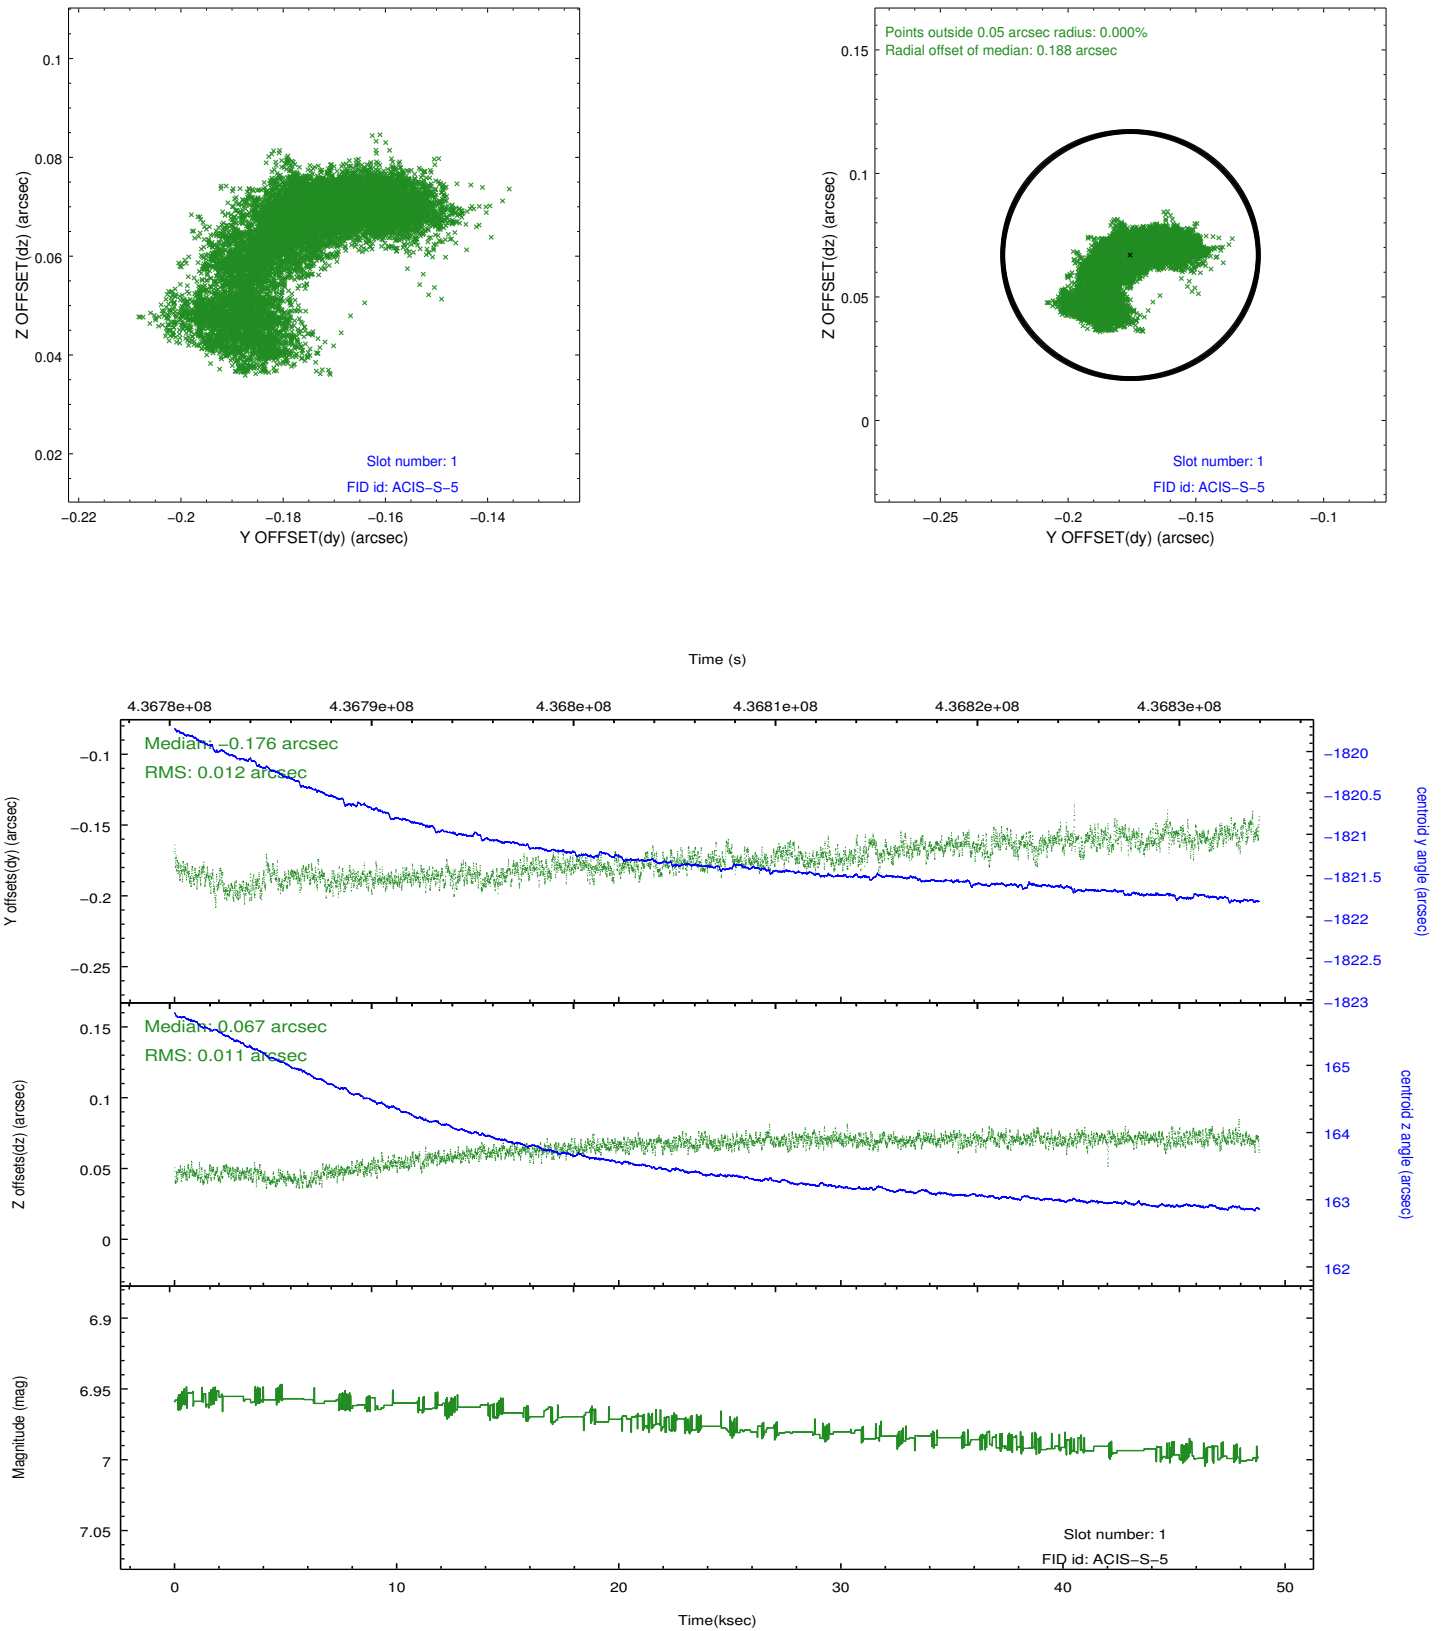 0.1
0.08
0.06
0.04
0.02
Z OFFSET(dz) (arcsec)
Slot number: 1
FID id: ACIS−S−5
−0.22 −0.2 −0.18 −0.16 −0.14
Y OFFSET(dy) (arcsec)
Points outside 0.05 arcsec radius: 0.000%
Radial offset of median: 0.188 arcsec
0.15
0.1
0.05
0
Z OFFSET(dz) (arcsec)
Slot number: 1
FID id: ACIS−S−5
−0.25 −0.2 −0.15 −0.1
Y OFFSET(dy) (arcsec)
Time (s)
4.3678e+08 4.3679e+08 4.368e+08 4.3681e+08 4.3682e+08 4.3683e+08
Median: −0.176 arcsec
RMS: 0.012 arcsec
−0.1
−0.15
−0.2
−0.25
Y offsets(dy) (arcsec)
−1820
−1820.5
−1821
−1821.5
−1822
−1822.5
−1823
centroid y angle (arcsec)
Median: 0.067 arcsec
RMS: 0.011 arcsec
0.15
0.1
0.05
0
Z offsets(dz) (arcsec)
165
164
163
162
centroid z angle (arcsec)
6.9
6.95
7
7.05
Magnitude (mag)
Slot number: 1
FID id: ACIS−S−5
0 10 20 30 40 50
Time(ksec)